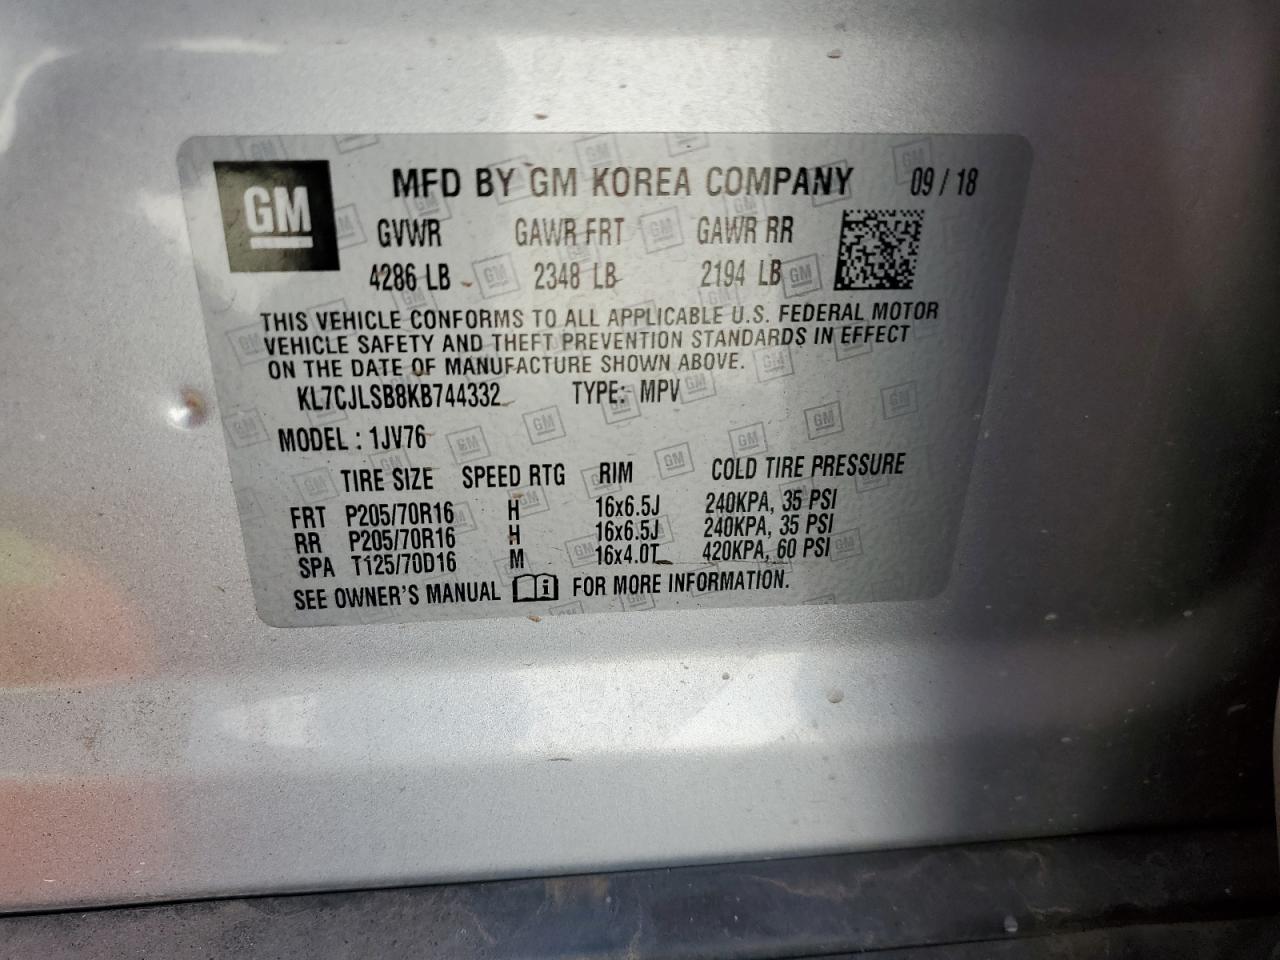 GM
MFD BY GM KOREA COMPANY 09 / 18
GVWR GAWR FRT GAWR RR
4286 LB 2348 LB 2194 LB
THIS VEHICLE CONFORMS TO ALL APPLICABLE U.S. FEDERAL MOTOR
VEHICLE SAFETY AND THEFT PREVENTION STANDARDS IN EFFECT
ON THE DATE OF MANUFACTURE SHOWN ABOVE.
KL7CJLSB8KB744332 TYPE: MPV
MODEL : 1JV76
TIRE SIZE SPEED RTG RIM COLD TIRE PRESSURE
FRT P205/70R16 H 16x6.5J 240KPA, 35 PSI
RR P205/70R16 H 16x6.5J 240KPA, 35 PSI
SPA T125/70D16 M 16x4.0T 420KPA, 60 PSI
SEE OWNER'S MANUAL i FOR MORE INFORMATION.